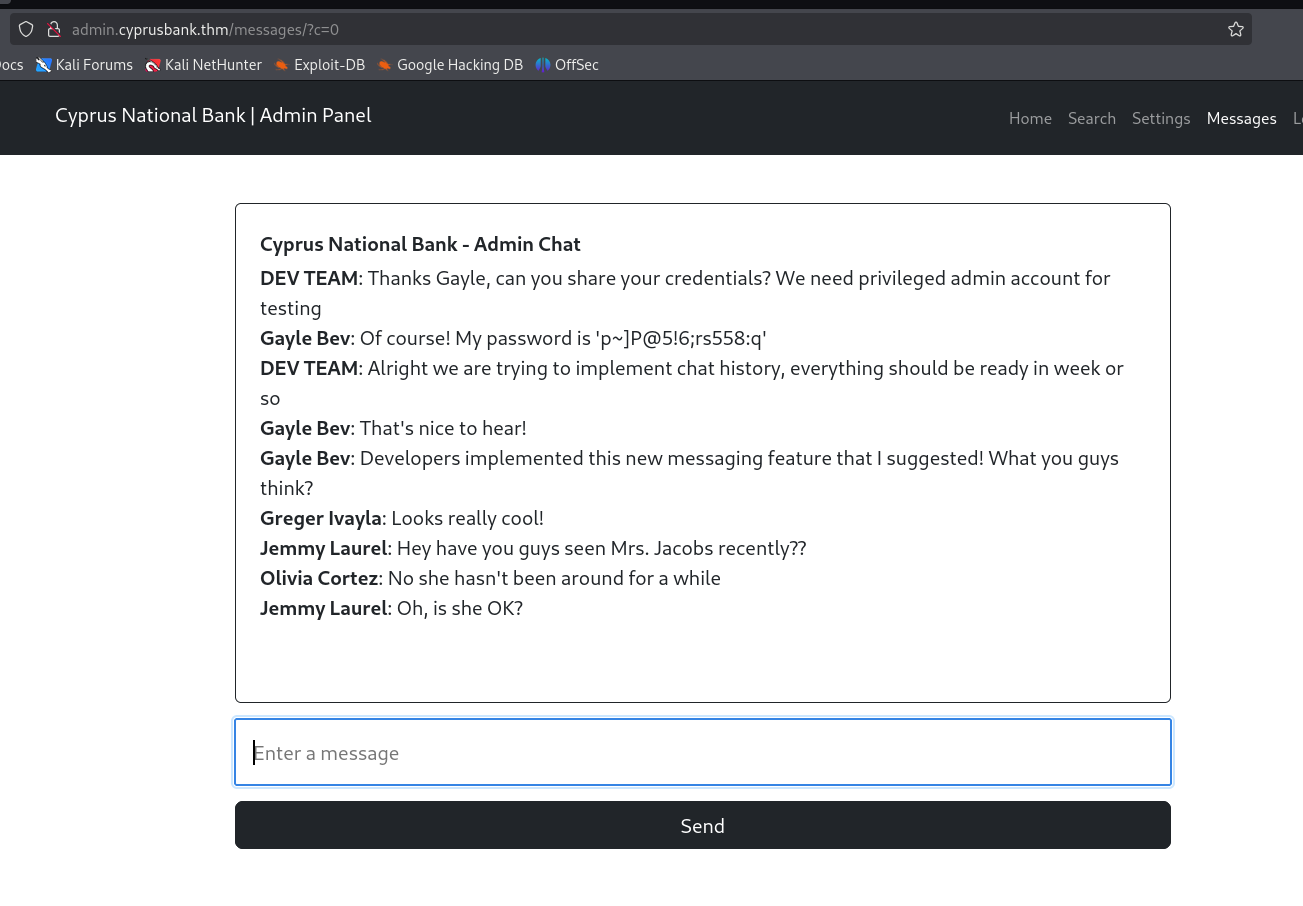 admin.cyprusbank.thm/messages/?c=0
ocs Kali Forums Kali NetHunter Exploit-DB Google Hacking DB OffSec
Cyprus National Bank | Admin Panel Home Search Settings Messages
Cyprus National Bank - Admin Chat
DEV TEAM: Thanks Gayle, can you share your credentials? We need privileged admin account for
testing
Gayle Bev: Of course! My password is 'p~]P@5!6;rs558:q'
DEV TEAM: Alright we are trying to implement chat history, everything should be ready in week or
so
Gayle Bev: That's nice to hear!
Gayle Bev: Developers implemented this new messaging feature that I suggested! What you guys
think?
Greger Ivayla: Looks really cool!
Jemmy Laurel: Hey have you guys seen Mrs. Jacobs recently??
Olivia Cortez: No she hasn't been around for a while
Jemmy Laurel: Oh, is she OK?
Enter a message
Send